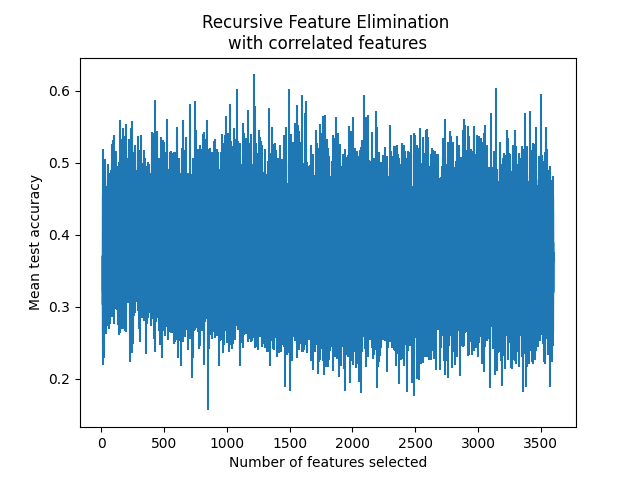 Recursive Feature Elimination
with correlated features
0.6
0.5
0.4
0.3
0.2
Mean test accuracy
0 500 1000 1500 2000 2500 3000 3500
Number of features selected